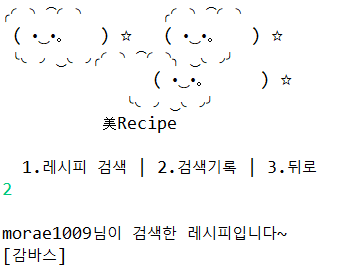 ╭◜◝ ͡ ◜◝ ╭◜◝ ͡ ◜◝
( •‿•。 ) ☆ ( •‿•。 ) ☆
╰◟◞ ͜ ◟◞╭◜◝ ͡ ◜◝╰◟◞ ͜ ◟◞╯
( •‿•。 ) ☆
╰◟◞ ͜ ◟◞╯
美Recipe
1.레시피 검색 | 2.검색기록 | 3.뒤로
2
morae1009님이 검색한 레시피입니다~
[감바스]